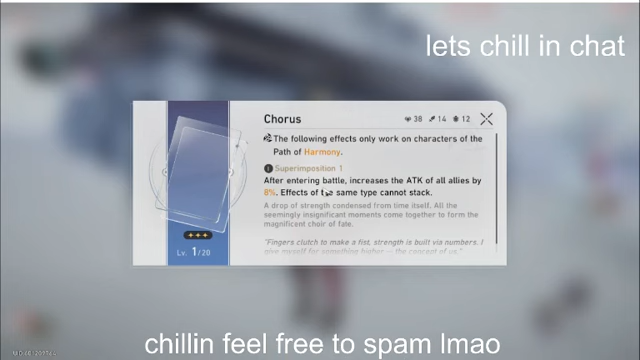 lets chill in chat
Chorus
38 14 12
The following effects only work on characters of the
Path of Harmony.
Superimposition 1
After entering battle, increases the ATK of all allies by
8%. Effects of the same type cannot stack.
A drop of strength condensed from time itself. All the
seemingly insignificant moments come together to form the
magnificent choir of fate.
"Fingers clutch to make a fist, strength is built via numbers. I
give myself for something higher — the concept of us."
Lv. 1/20
chillin feel free to spam lmao